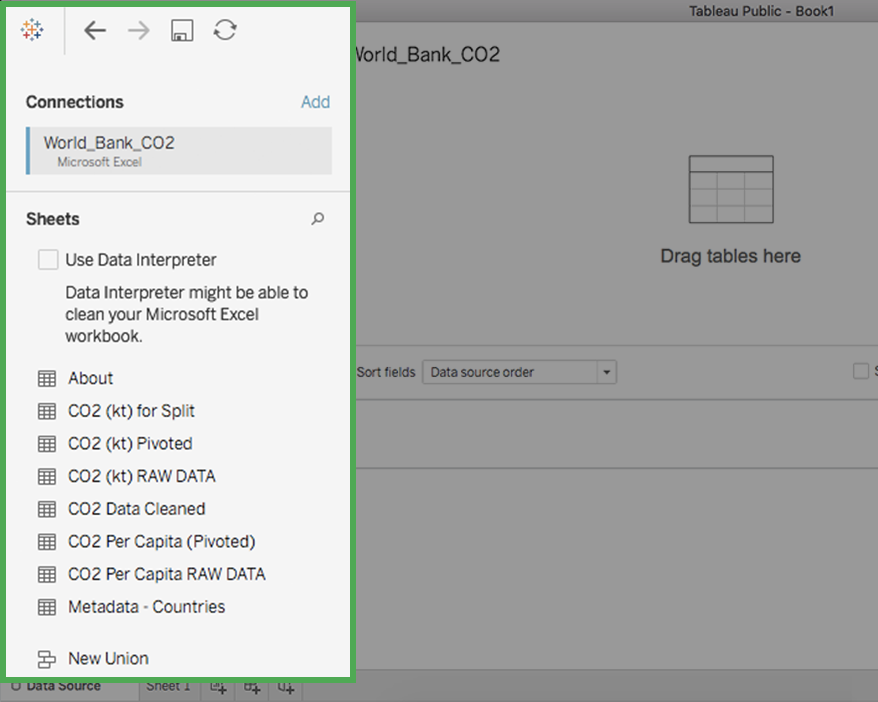 Tableau Public - Book1
World_Bank_CO2
Connections
Add
World_Bank_CO2
Microsoft Excel
Sheets
Use Data Interpreter
Data Interpreter might be able to
clean your Microsoft Excel
workbook.
About
CO2 (kt) for Split
CO2 (kt) Pivoted
CO2 (kt) RAW DATA
CO2 Data Cleaned
CO2 Per Capita (Pivoted)
CO2 Per Capita RAW DATA
Metadata - Countries
New Union
Drag tables here
Sort fields
Data source order
Data Source
Sheet 1